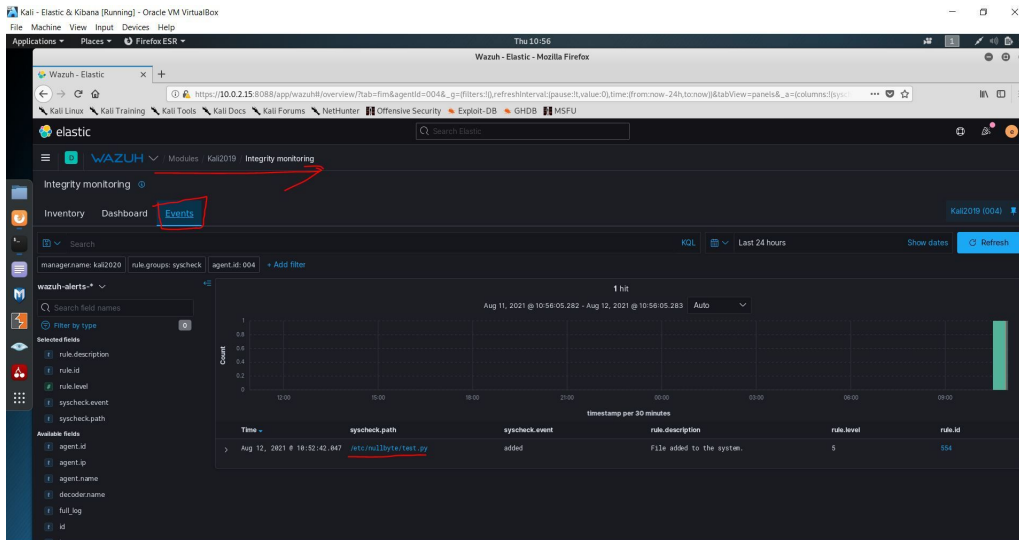 Kali - Elastic & Kibana [Running] - Oracle VM VirtualBox
File Machine View Input Devices Help
Applications Places Firefox ESR Thu 10:56 1
Wazuh - Elastic - Mozilla Firefox
Wazuh - Elastic
https://10.0.2.15:8088/app/wazuh#/overview/?tab=fim&agentId=004&_g=(filters:!(),refreshInterval:(pause:!t,value:0),time:(from:now-24h,to:now))&tabView=panels&_a=(columns:!(sys
Kali Linux Kali Training Kali Tools Kali Docs Kali Forums NetHunter Offensive Security Exploit-DB GHDB MSFU
elastic Search Elastic
D WAZUH Modules Kali2019 Integrity monitoring
Integrity monitoring
Inventory Dashboard Events Kali2019 (004)
Search KQL Last 24 hours Show dates Refresh
manager.name: kali2020 rule.groups: syscheck agent.id: 004 + Add filter
wazuh-alerts-* 1 hit
Search field names Aug 11, 2021 @ 10:56:05.282 - Aug 12, 2021 @ 10:56:05.283 Auto
Filter by type 0
Selected fields
rule.description
rule.id
rule.level
syscheck.event
syscheck.path
Available fields
agent.id
agent.ip
agent.name
decoder.name
full_log
id
Count
1
0.8
0.6
0.4
0.2
0
12:00 15:00 18:00 21:00 00:00 03:00 06:00 09:00
timestamp per 30 minutes
Time syscheck.path syscheck.event rule.description rule.level rule.id
Aug 12, 2021 @ 10:52:42.047 /etc/nullbyte/test.py added File added to the system. 5 554